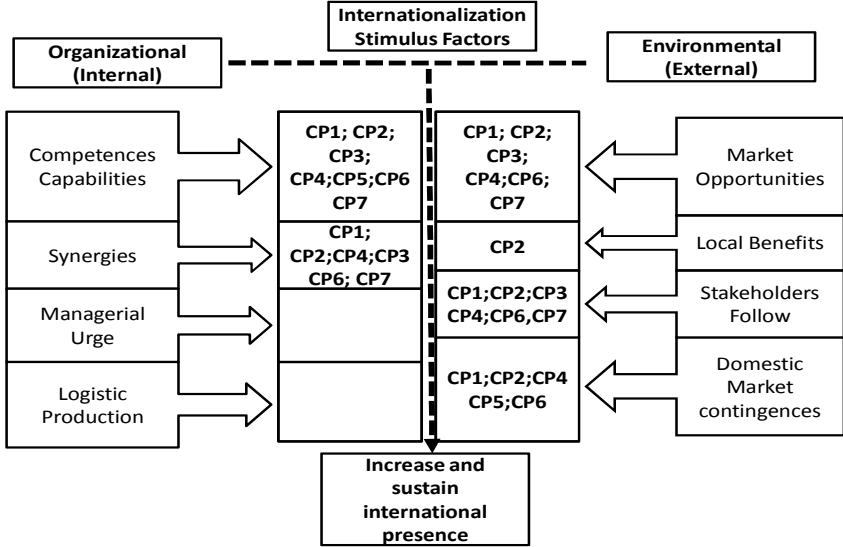 Internationalization
Stimulus Factors
Organizational
(Internal)
Environmental
(External)
Competences
Capabilities
CP1; CP2;
CP3;
CP4;CP5;CP6
CP7
CP1; CP2;
CP3;
CP4;CP6;
CP7
Market
Opportunities
Synergies
CP1;
CP2;CP4;CP3
CP6; CP7
CP2
Local Benefits
Managerial
Urge
CP1;CP2;CP3
CP4;CP6,CP7
Stakeholders
Follow
Logistic
Production
CP1;CP2;CP4
CP5;CP6
Domestic
Market
contingences
Increase and
sustain
international
presence